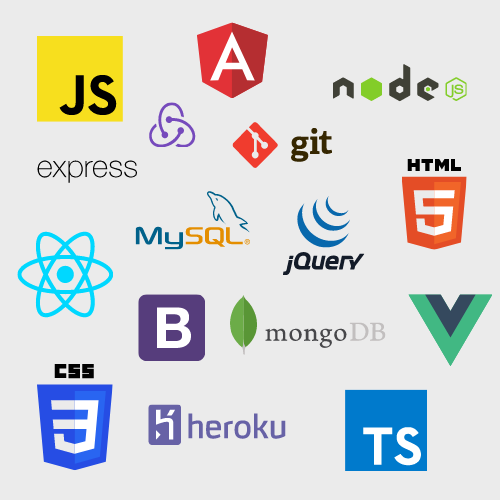 JS
A
node
JS
express
git
HTML
5
MySQL®
jQuery
B
mongoDB
CSS
3
heroku
TS